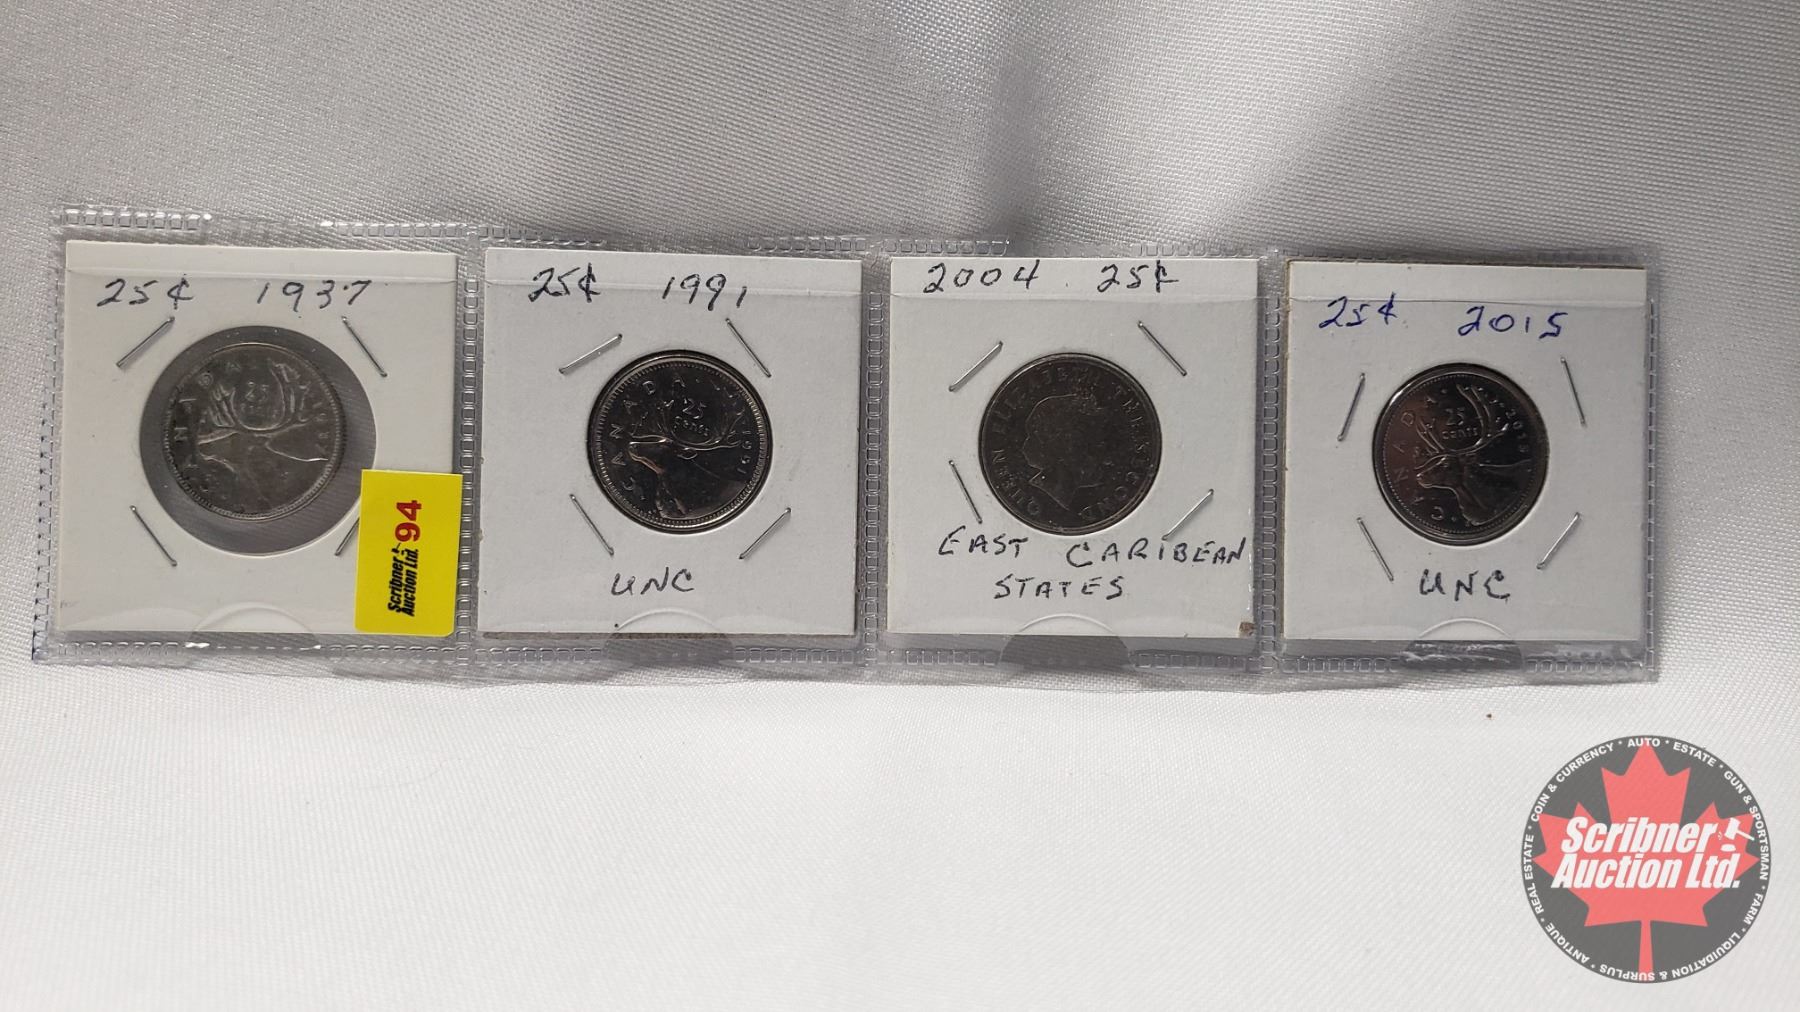 25¢ 1937
CANADA
25
1937
94
Scribner
Auction Ltd.
25¢ 1991
CANADA
25
cents
1991
UNC
2004 25¢
QUEEN ELIZABETH THE SECOND
EAST CARIBEAN
STATES
25¢ 2015
CANADA
25
cents
2015
UNC
COIN & CURRENCY * AUTO * ESTATE * GUN & SPORTSMAN * FARM * LIQUIDATION & SURPLUS * ANTIQUE * REAL ESTATE *
Scribner
Auction Ltd.